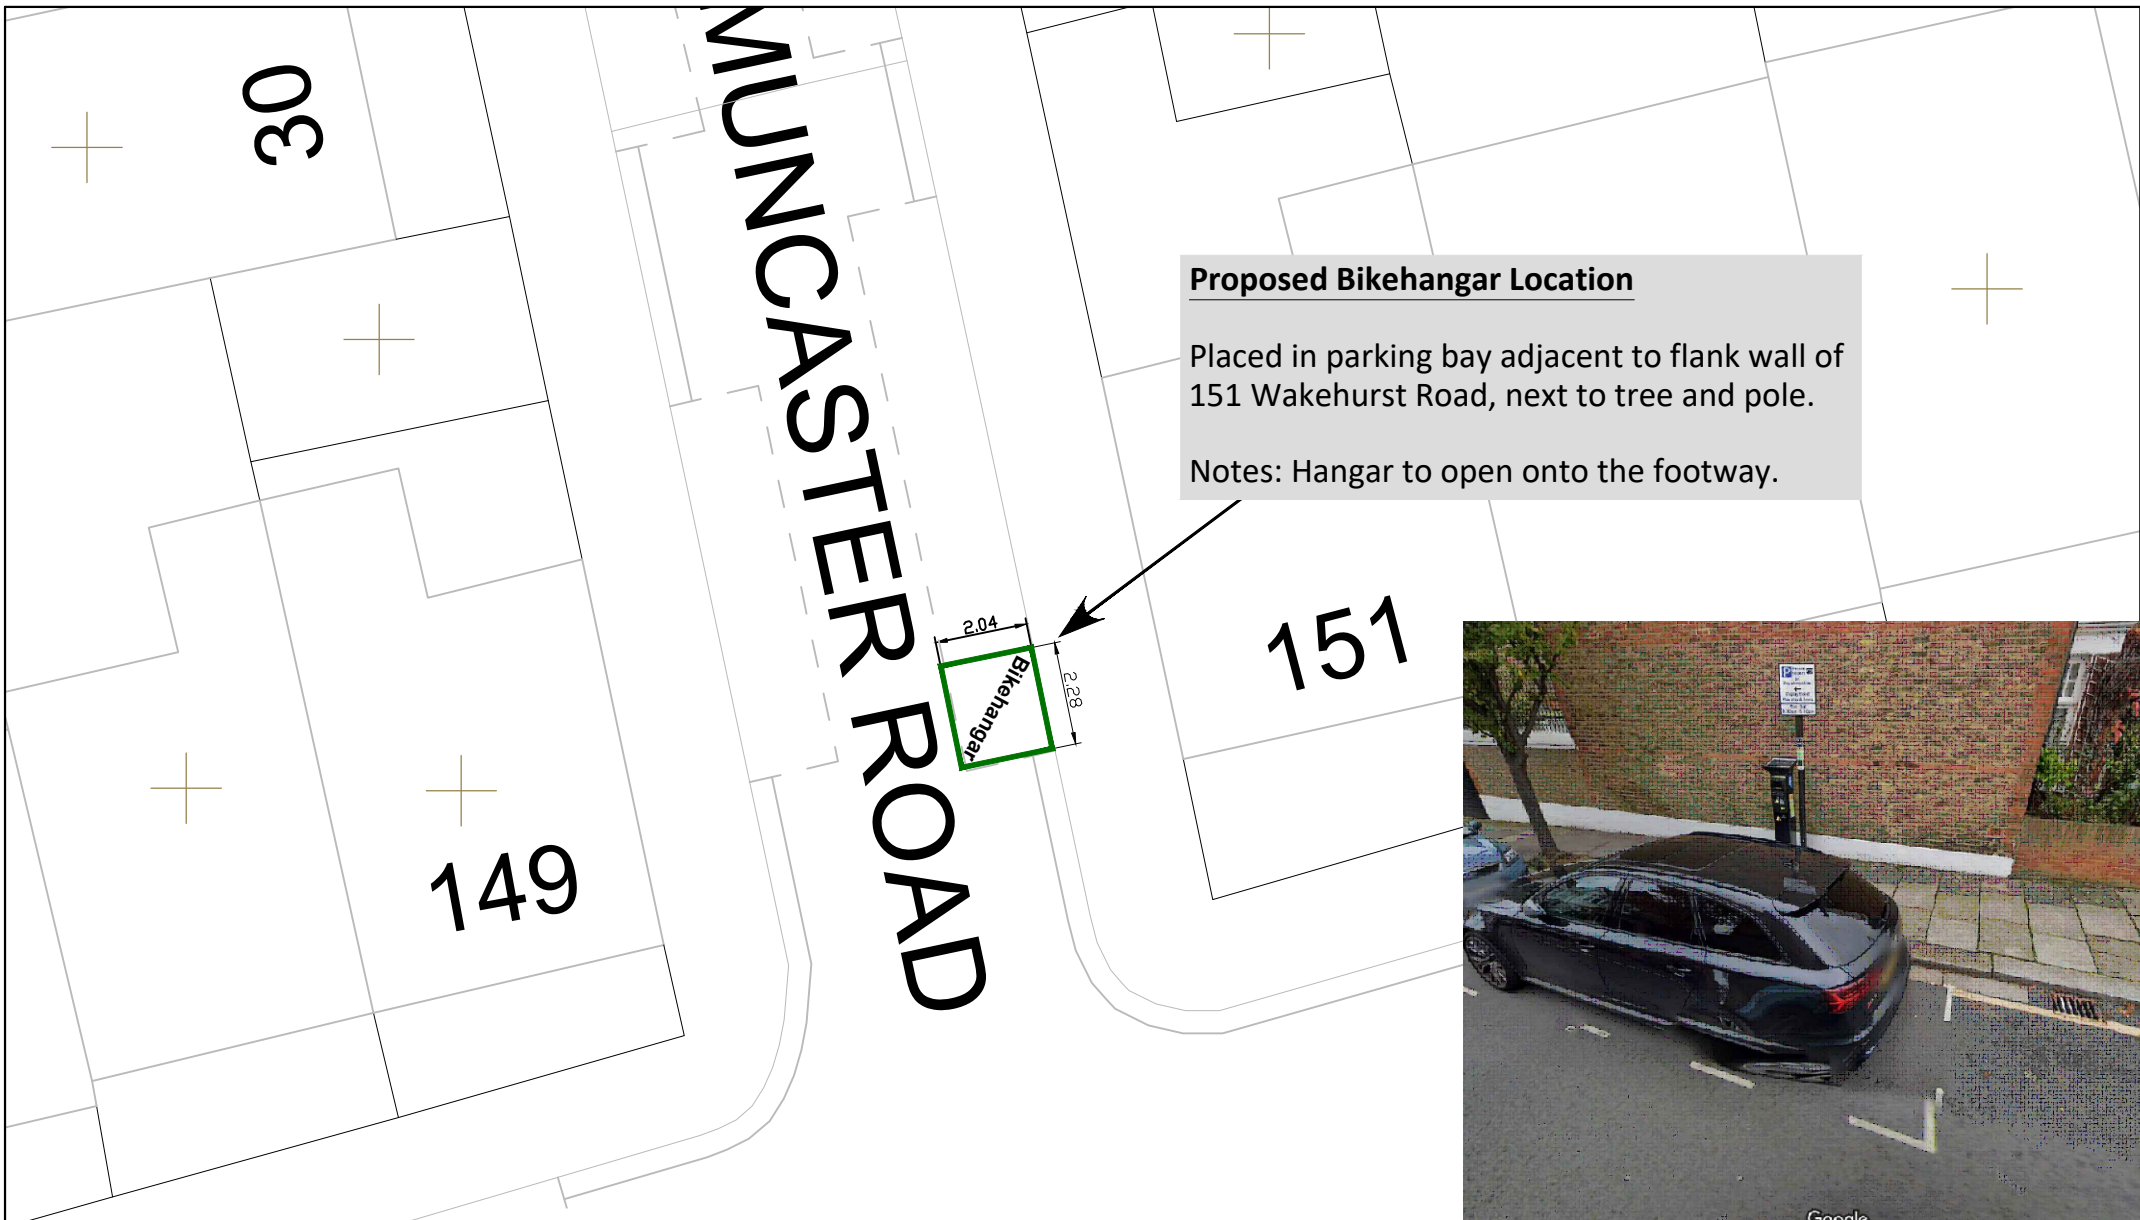 30
MUNCASTER ROAD
Proposed Bikehangar Location
Placed in parking bay adjacent to flank wall of
151 Wakehurst Road, next to tree and pole.
Notes: Hangar to open onto the footway.
2.04
Bikehangar
2.28
151
149
Google